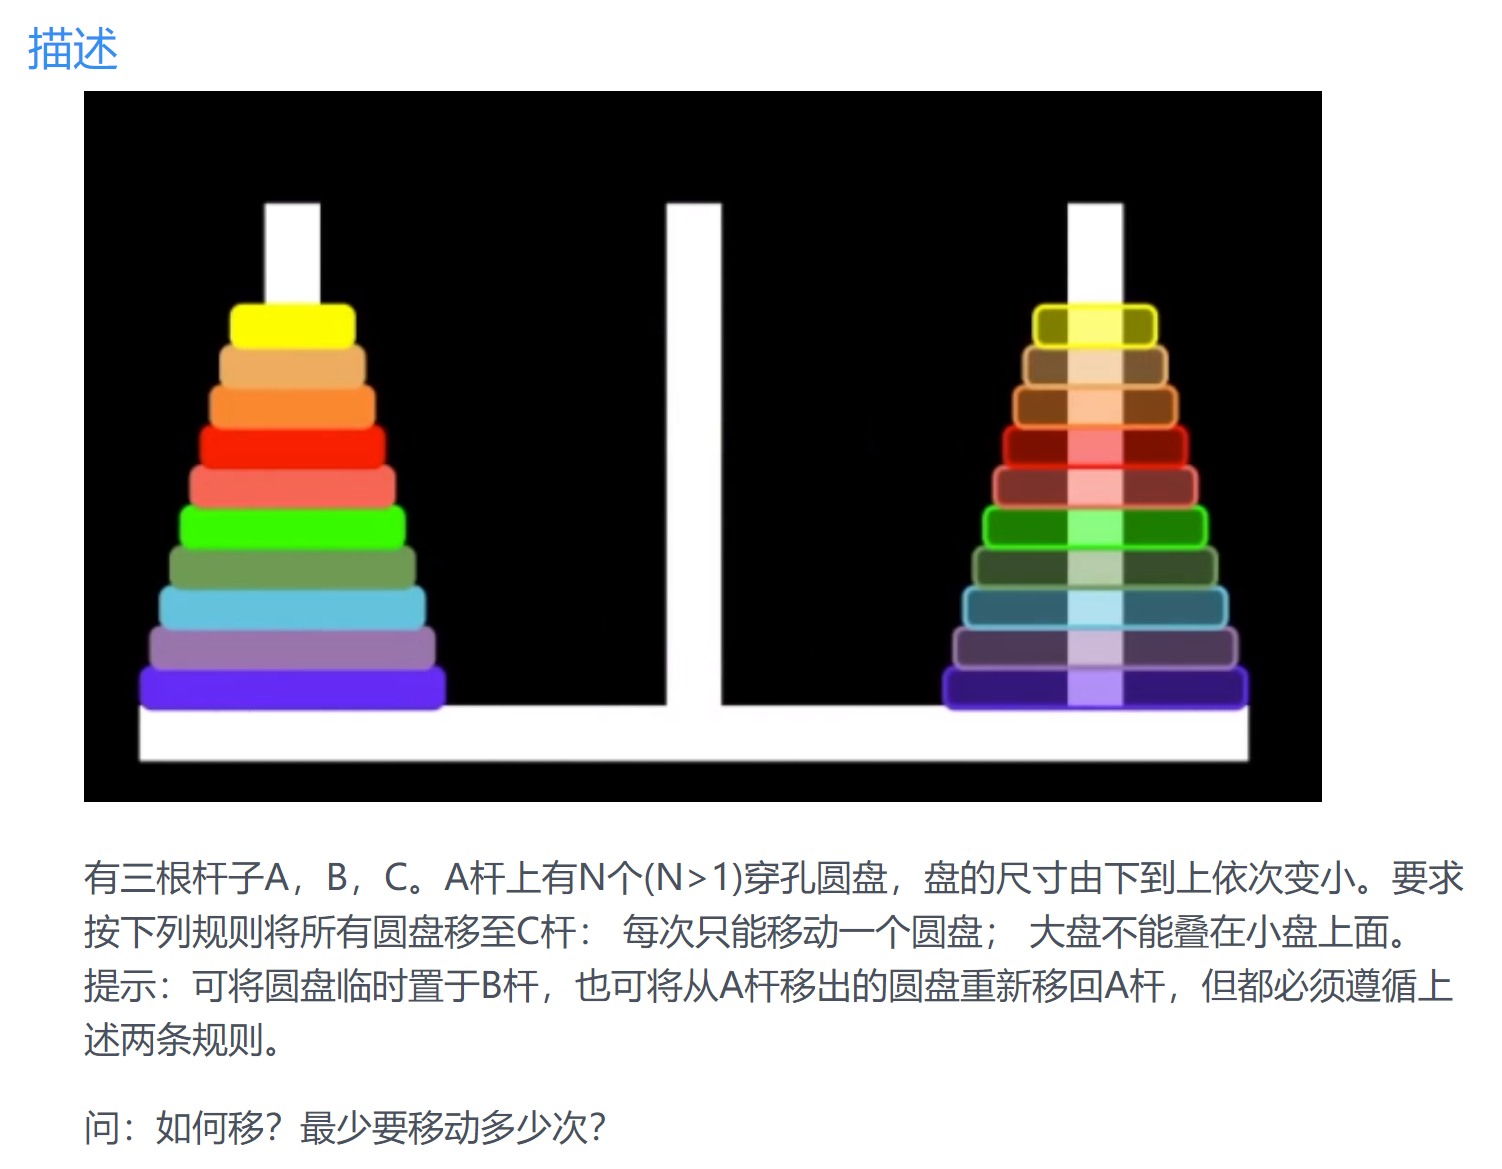 描述
有三根杆子A，B，C。A杆上有N个(N>1)穿孔圆盘，盘的尺寸由下到上依次变小。要求
按下列规则将所有圆盘移至C杆： 每次只能移动一个圆盘； 大盘不能叠在小盘上面。
提示：可将圆盘临时置于B杆，也可将从A杆移出的圆盘重新移回A杆，但都必须遵循上
述两条规则。
问：如何移？最少要移动多少次？